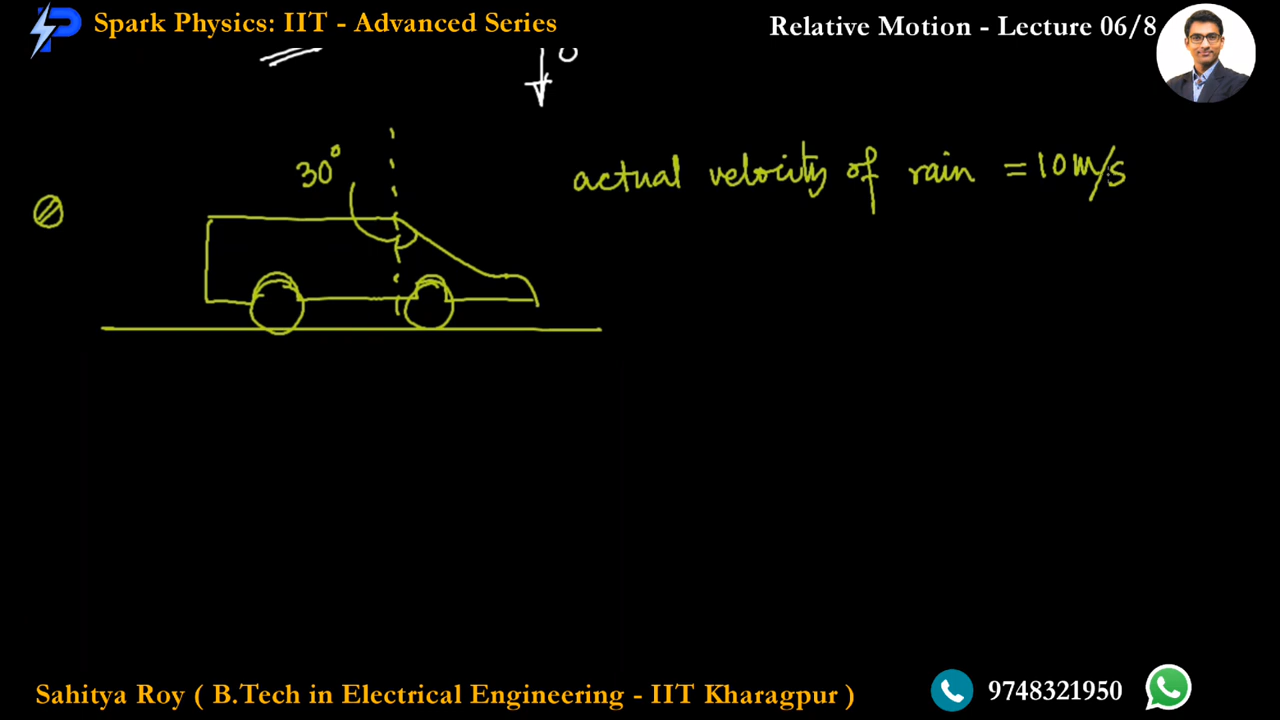 Spark Physics: IIT - Advanced Series
Relative Motion - Lecture 06/8
30°
actual velocity of rain = 10 m/s
Sahitya Roy ( B.Tech in Electrical Engineering - IIT Kharagpur )
9748321950